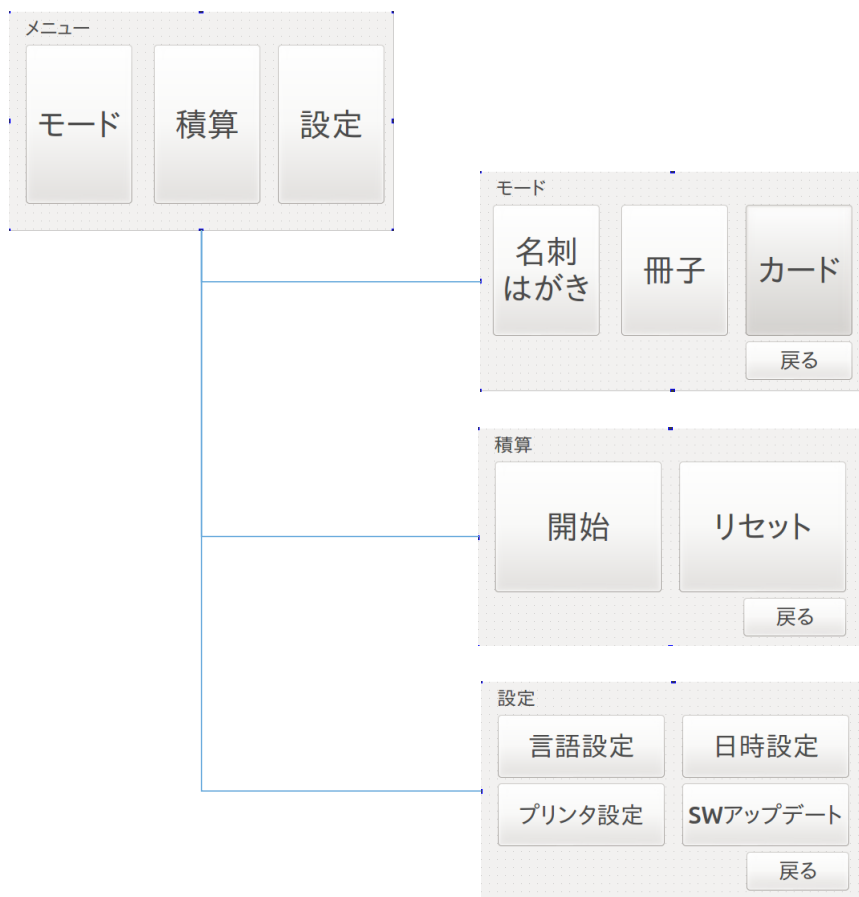 メニュー
モード
積算
設定
モード
名刺
はがき
冊子
カード
戻る
積算
開始
リセット
戻る
設定
言語設定
日時設定
プリンタ設定
SWアップデート
戻る